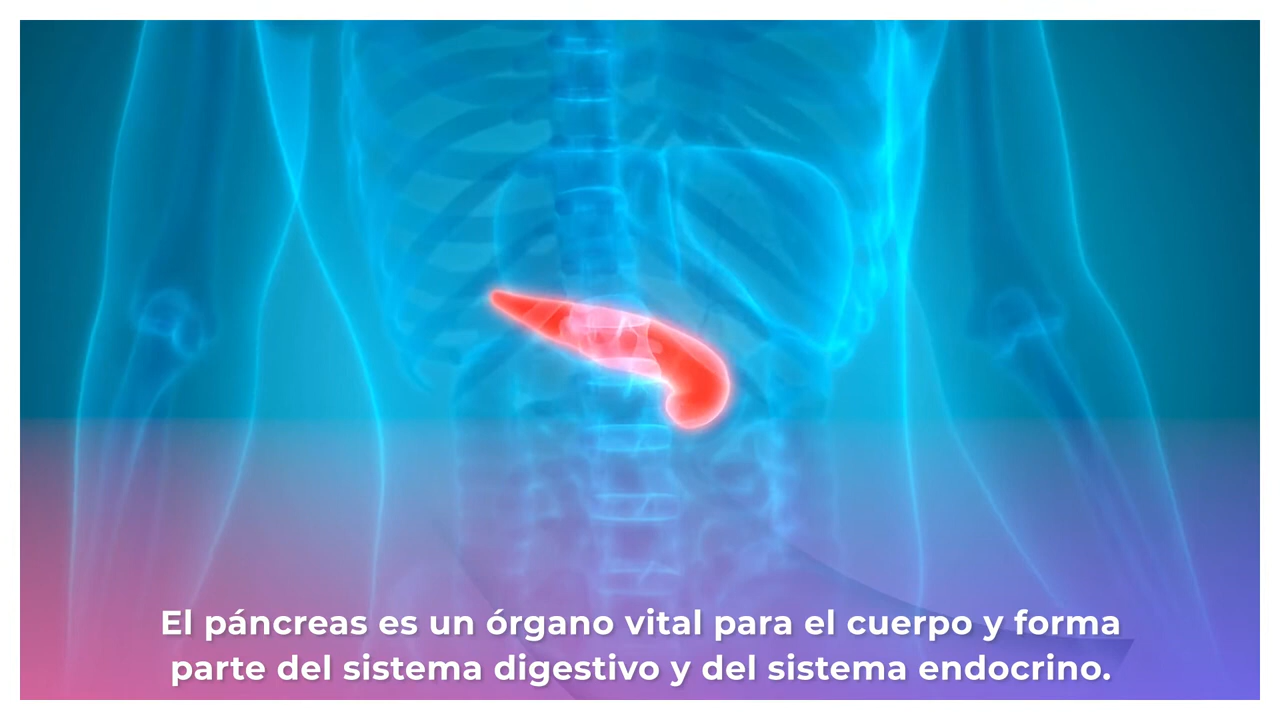 El páncreas es un órgano vital para el cuerpo y forma
parte del sistema digestivo y del sistema endocrino.